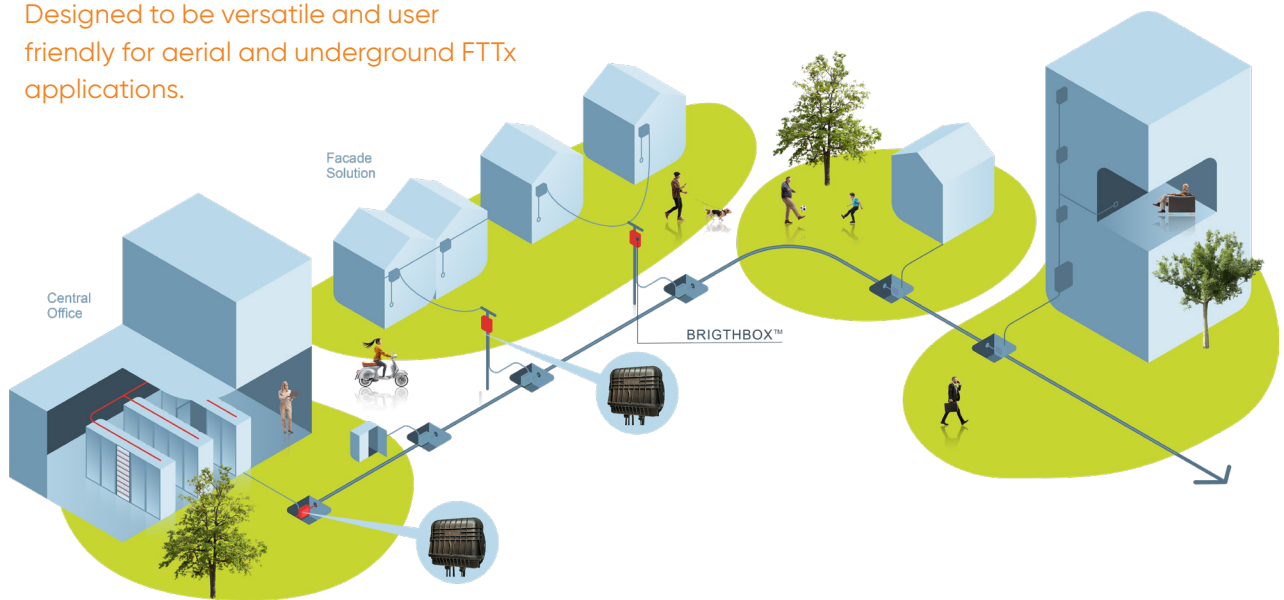 Designed to be versatile and user
friendly for aerial and underground FTTx
applications.
Facade
Solution
Central
Office
BRIGTHBOX™